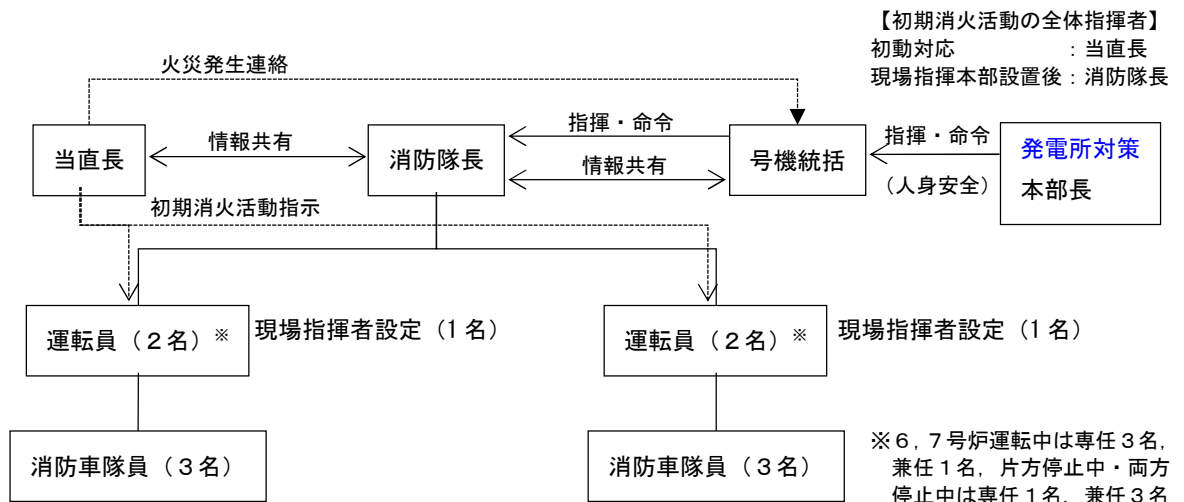 【初期消火活動の全体指揮者】
初動対応　　　　　：当直長
現場指揮本部設置後：消防隊長
火災発生連絡
当直長
情報共有
消防隊長
指揮・命令
情報共有
号機統括
指揮・命令
（人身安全）
発電所対策
本部長
初期消火活動指示
運転員（２名）※
現場指揮者設定（1名）
運転員（２名）※
現場指揮者設定（1名）
消防車隊員（３名）
消防車隊員（３名）
※６，７号炉運転中は専任３名，
兼任１名，片方停止中・両方
停止中は専任１名，兼任３名